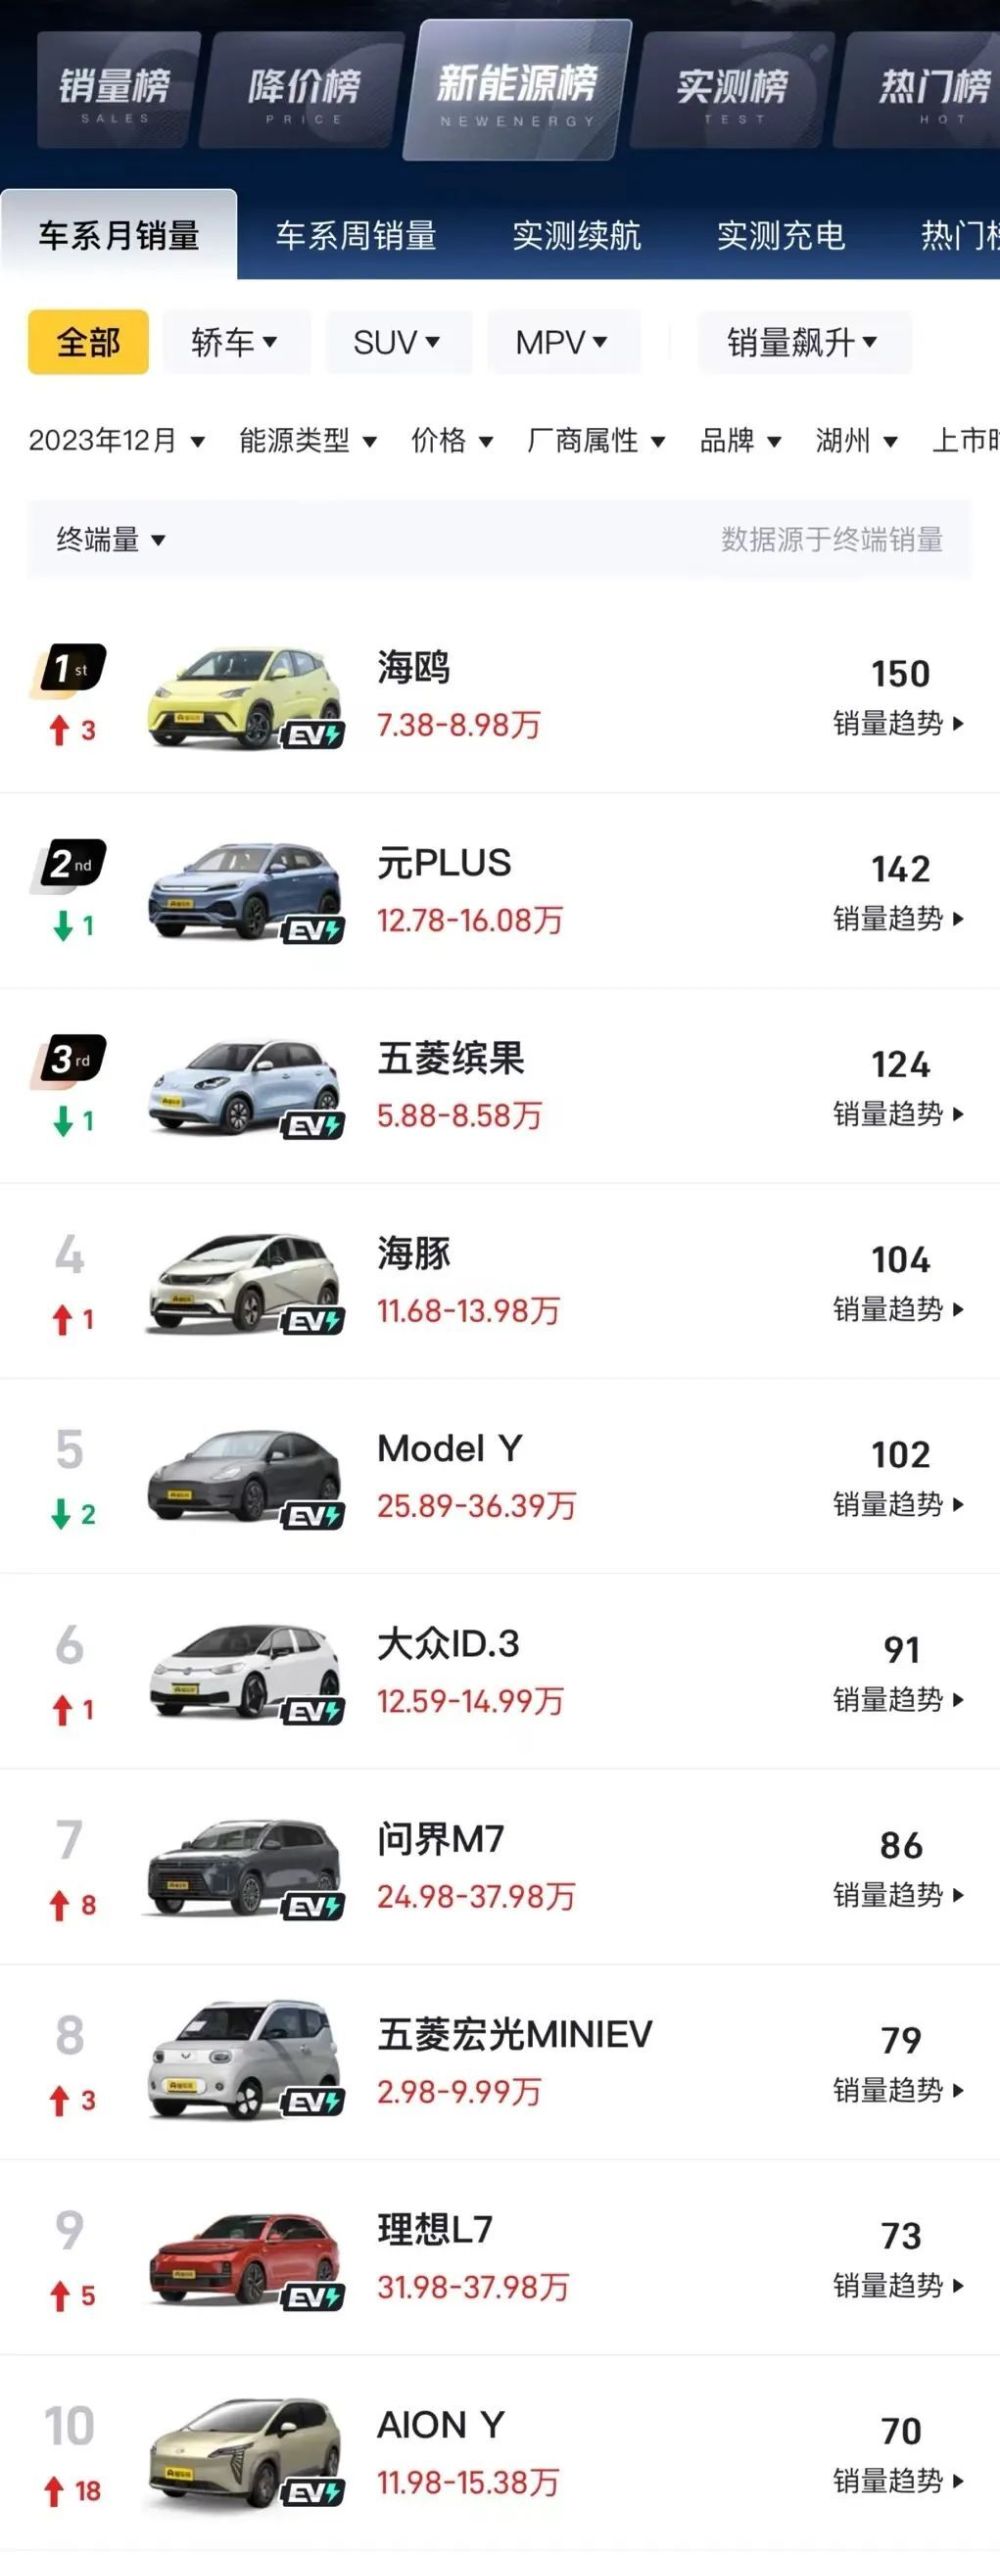 销量榜 降价榜 新能源榜 实测榜 热门榜
SALES PRICE NEWENERGY TEST HOT
车系月销量 车系周销量 实测续航 实测充电 热门
全部 轿车 SUV MPV 销量飙升
2023年12月 能源类型 价格 厂商属性 品牌 湖州 上市
终端量 数据源于终端销量
1st 海鸥 150
3 7.38-8.98万 销量趋势
EV
2nd 元PLUS 142
1 12.78-16.08万 销量趋势
EV
3rd 五菱缤果 124
1 5.88-8.58万 销量趋势
EV
4 海豚 104
1 11.68-13.98万 销量趋势
EV
5 Model Y 102
2 25.89-36.39万 销量趋势
EV
6 大众ID.3 91
1 12.59-14.99万 销量趋势
EV
7 问界M7 86
8 24.98-37.98万 销量趋势
EV
8 五菱宏光MINIEV 79
3 2.98-9.99万 销量趋势
EV
9 理想L7 73
5 31.98-37.98万 销量趋势
EV
10 AION Y 70
18 11.98-15.38万 销量趋势
EV